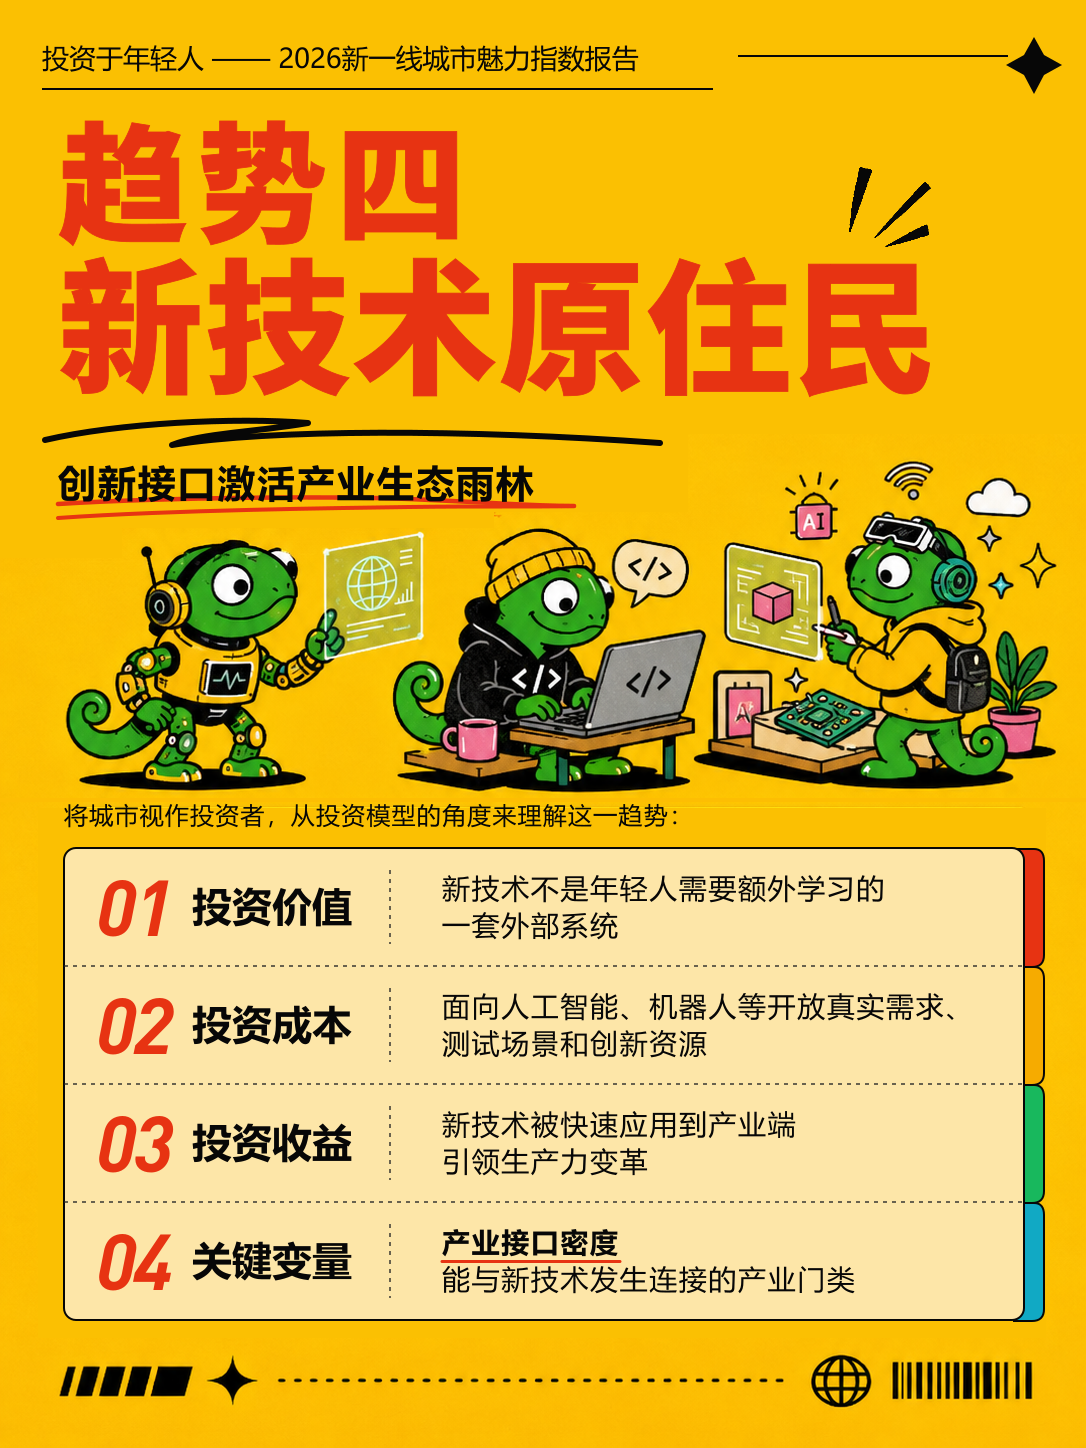 投资于年轻人 —— 2026新一线城市魅力指数报告
趋势四
新技术原住民
创新接口激活产业生态雨林
AI
</>
</>
</>
A
将城市视作投资者，从投资模型的角度来理解这一趋势：
01 投资价值
新技术不是年轻人需要额外学习的
一套外部系统
02 投资成本
面向人工智能、机器人等开放真实需求、
测试场景和创新资源
03 投资收益
新技术被快速应用到产业端
引领生产力变革
04 关键变量
产业接口密度
能与新技术发生连接的产业门类